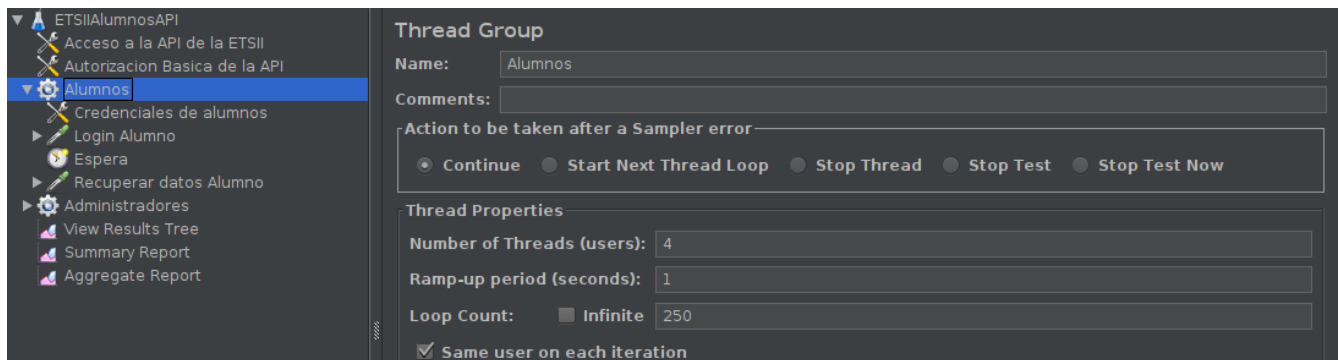 ETSIIAlumnosAPI
Acceso a la API de la ETSII
Autorizacion Basica de la API
Alumnos
Credenciales de alumnos
Login Alumno
Espera
Recuperar datos Alumno
Administradores
View Results Tree
Summary Report
Aggregate Report
Thread Group
Name: Alumnos
Comments:
Action to be taken after a Sampler error
Continue Start Next Thread Loop Stop Thread Stop Test Stop Test Now
Thread Properties
Number of Threads (users): 4
Ramp-up period (seconds): 1
Loop Count: Infinite 250
Same user on each iteration